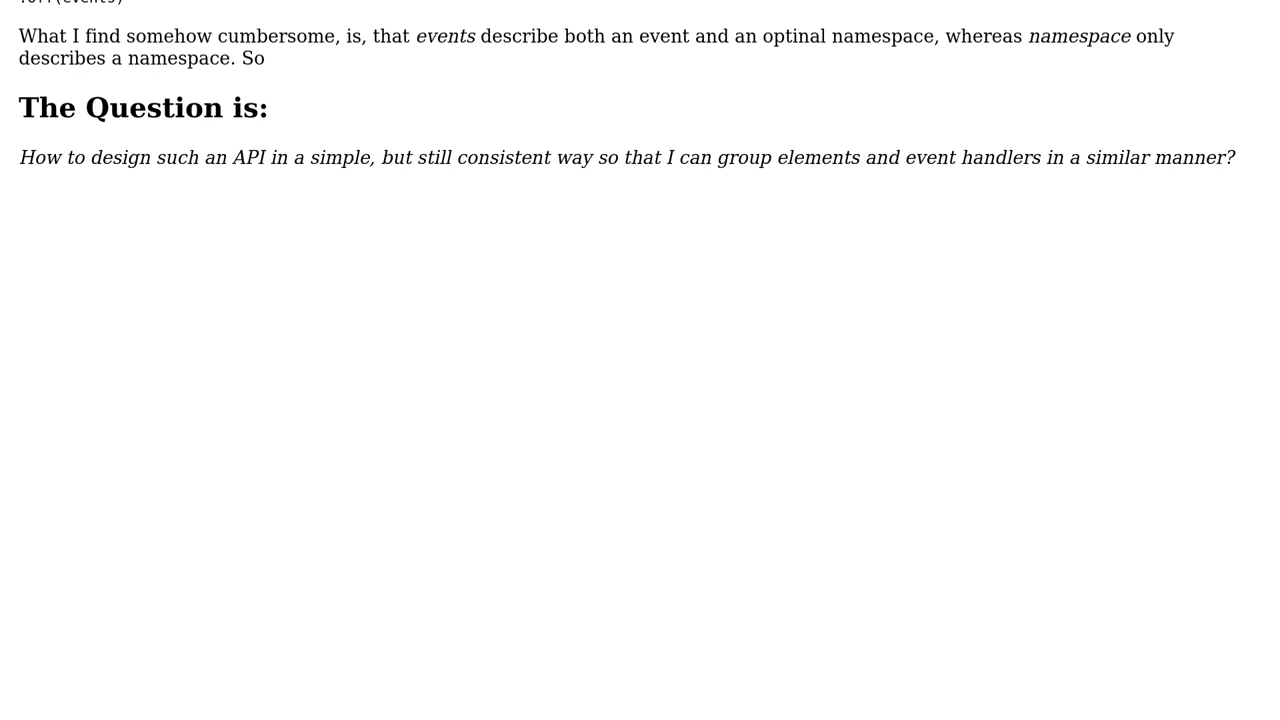 What I find somehow cumbersome, is, that events describe both an event and an optinal namespace, whereas namespace only
describes a namespace. So
The Question is:
How to design such an API in a simple, but still consistent way so that I can group elements and event handlers in a similar manner?